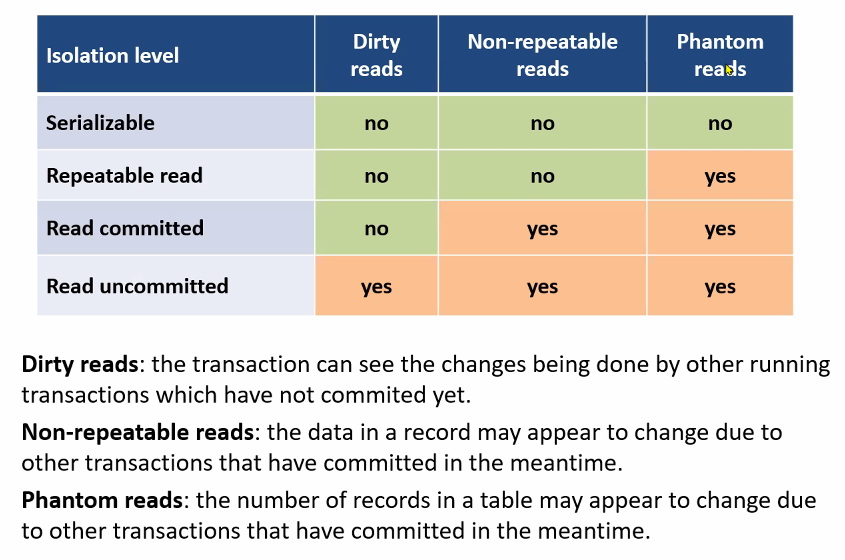 Isolation level Dirty reads Non-repeatable reads Phantom reads
Serializable no no no
Repeatable read no no yes
Read committed no yes yes
Read uncommitted yes yes yes
Dirty reads: the transaction can see the changes being done by other running
transactions which have not commited yet.
Non-repeatable reads: the data in a record may appear to change due to
other transactions that have committed in the meantime.
Phantom reads: the number of records in a table may appear to change due
to other transactions that have committed in the meantime.